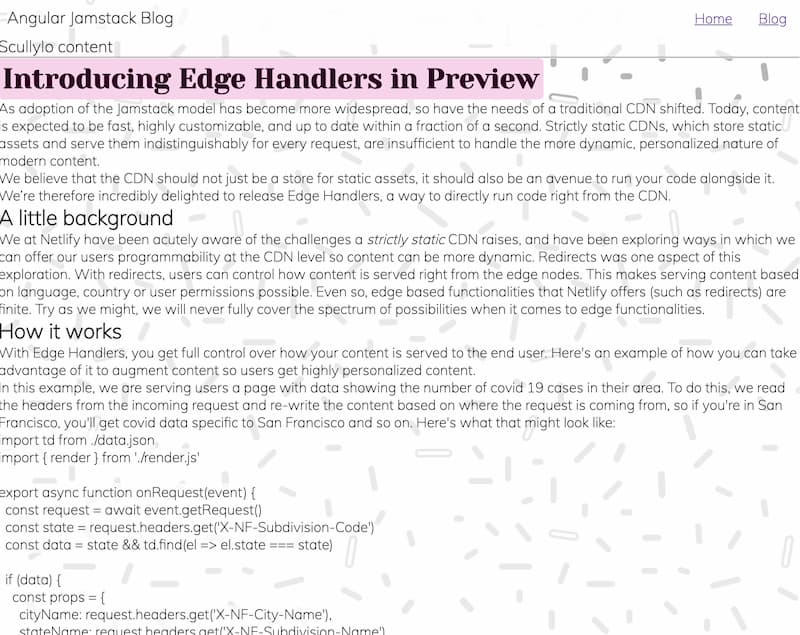 Angular Jamstack Blog
Home
Blog
Scullylo content
Introducing Edge Handlers in Preview
As adoption of the Jamstack model has become more widespread, so have the needs of a traditional CDN shifted. Today, content
is expected to be fast, highly customizable, and up to date within a fraction of a second. Strictly static CDNs, which store static
assets and serve them indistinguishably for every request, are insufficient to handle the more dynamic, personalized nature of
modern content.
We believe that the CDN should not just be a store for static assets, it should also be an avenue to run your code alongside it.
We're therefore incredibly delighted to release Edge Handlers, a way to directly run code right from the CDN.
A little background
We at Netlify have been acutely aware of the challenges a strictly static CDN raises, and have been exploring ways in which we
can offer our users programmability at the CDN level so content can be more dynamic. Redirects was one aspect of this
exploration. With redirects, users can control how content is served right from the edge nodes. This makes serving content based
on language, country or user permissions possible. Even so, edge based functionalities that Netlify offers (such as redirects) are
finite. Try as we might, we will never fully cover the spectrum of possibilities when it comes to edge functionalities.
How it works
With Edge Handlers, you get full control over how your content is served to the end user. Here's an example of how you can take
advantage of it to augment content so users get highly personalized content.
In this example, we are serving users a page with data showing the number of covid 19 cases in their area. To do this, we read
the headers from the incoming request and re-write the content based on where the request is coming from, so if you're in San
Francisco, you'll get covid data specific to San Francisco and so on. Here's what that might look like:
import td from ./data.json
import { render } from './render.js'
export async function onRequest(event) {
const request = await event.getRequest()
const state = request.headers.get('X-NF-Subdivision-Code')
const data = state && td.find(el => el.state === state)
if (data) {
const props = {
cityName: request.headers.get('X-NF-City-Name'),
stateName: request.headers.get('X-NF-Subdivision-Name')